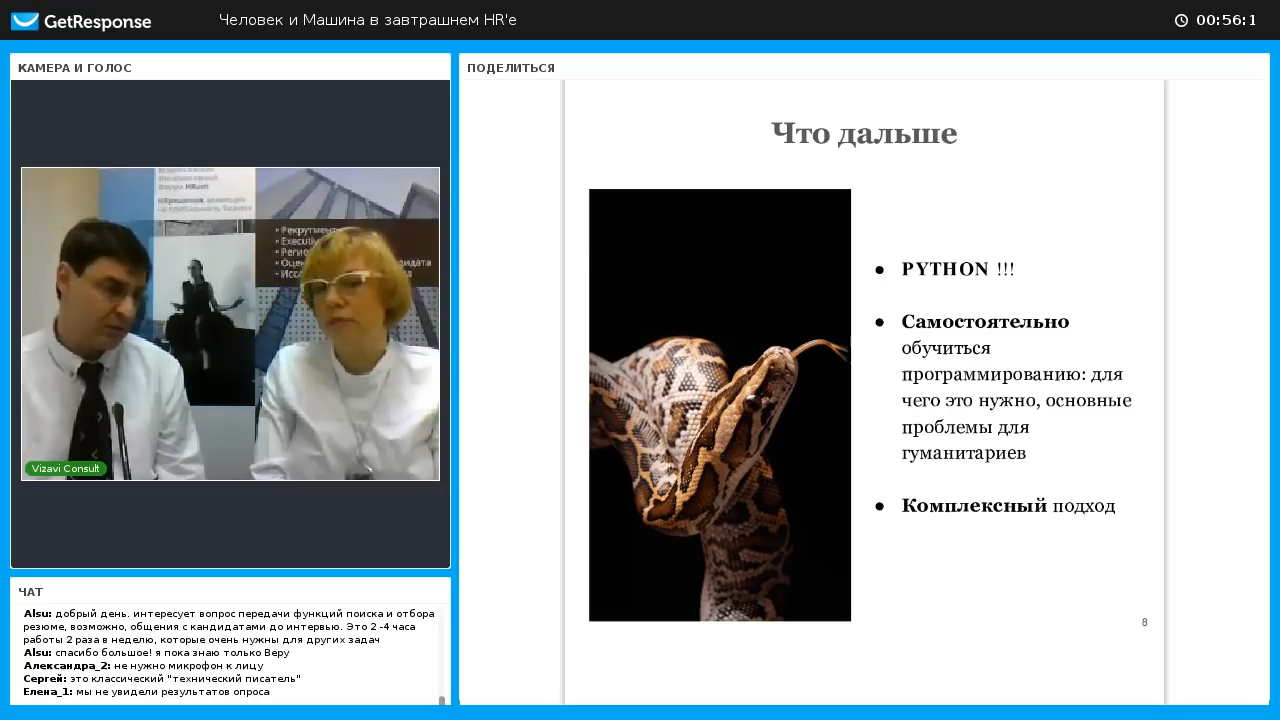 GetResponse
Человек и Машина в завтрашнем HR'е
00:56:1
КАМЕРА И ГОЛОС
Форум HRum
• Рекрутмент
Vizavi Consult
ЧАТ
Alsu: добрый день. интересует вопрос передачи функций поиска и отбора
резюме, возможно, общения с кандидатами до интервью. Это 2 -4 часа
работы 2 раза в неделю, которые очень нужны для других задач
Alsu: спасибо большое! я пока знаю только Веру
Александра_2: не нужно микрофон к лицу
Сергей: это классический "технический писатель"
Елена_1: мы не увидели результатов опроса
ПОДЕЛИТЬСЯ
Что дальше
● PYTHON !!!
● Самостоятельно
обучиться
программированию: для
чего это нужно, основные
проблемы для
гуманитариев
● Комплексный подход
8